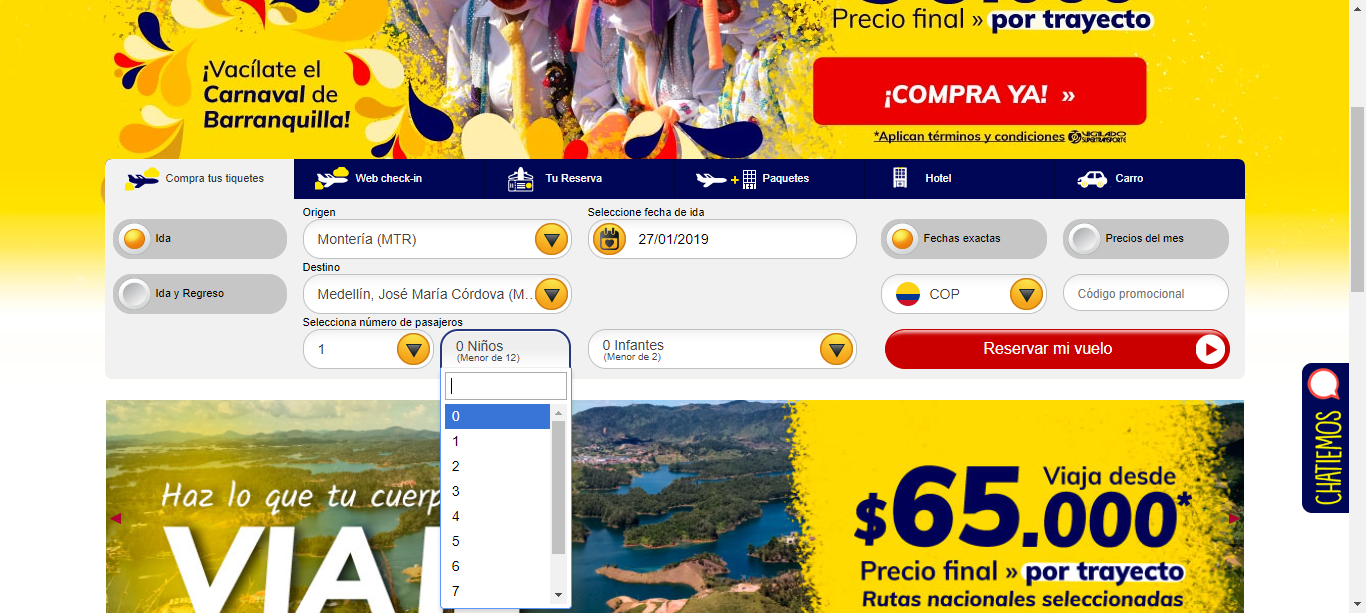 Precio final » por trayecto
¡Vacílate el
Carnaval de
Barranquilla!
¡COMPRA YA! »
*Aplican términos y condiciones VIGILADO
SUPERTRANSPORTE
Compra tus tiquetes
Web check-in
Tu Reserva
Paquetes
Hotel
Carro
Origen
Seleccione fecha de ida
Ida
Montería (MTR)
27/01/2019
Fechas exactas
Precios del mes
Destino
Ida y Regreso
Medellín, José María Córdova (M...
COP
Código promocional
Selecciona número de pasajeros
1
0 Niños
(Menor de 12)
0 Infantes
(Menor de 2)
Reservar mi vuelo
0
1
2
3
4
5
6
7
CHATIEMOS
Haz lo que tu cuerp
VIA
Viaja desde
$65.000*
Precio final » por trayecto
Rutas nacionales seleccionadas